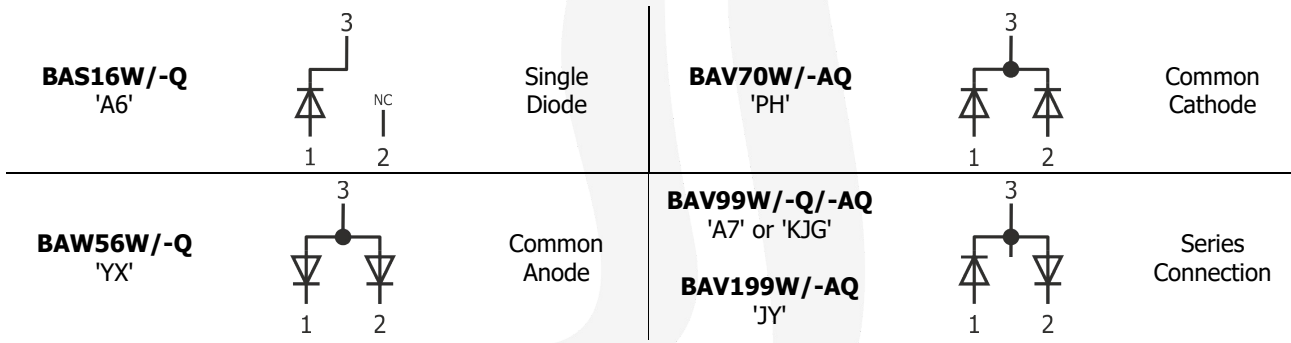 3
BAS16W/-Q
'A6'
NC
Single
Diode
1 2
3
BAV70W/-AQ
'PH'
Common
Cathode
1 2
3
BAW56W/-Q
'YX'
Common
Anode
1 2
3
BAV99W/-Q/-AQ
'A7' or 'KJG'
BAV199W/-AQ
'JY'
Series
Connection
1 2